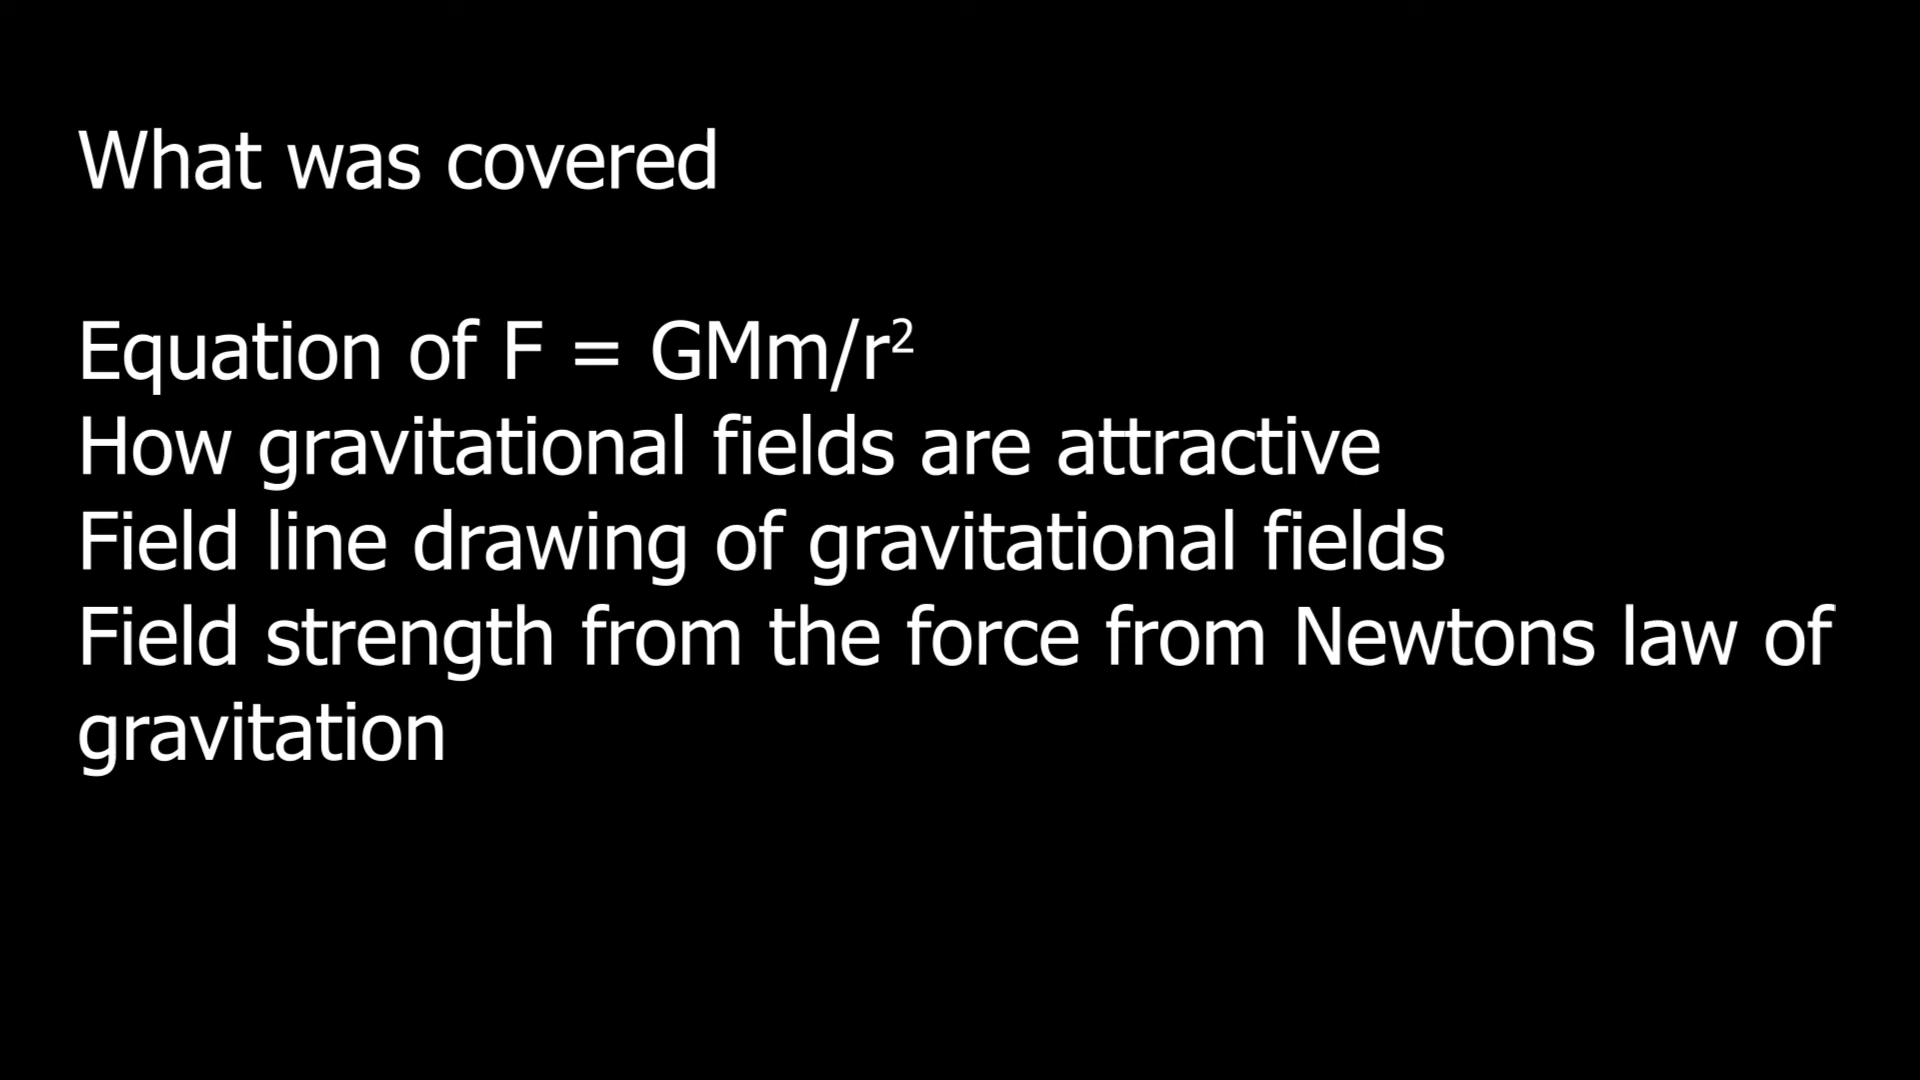 What was covered
Equation of F = GMm/r²
How gravitational fields are attractive
Field line drawing of gravitational fields
Field strength from the force from Newtons law of
gravitation